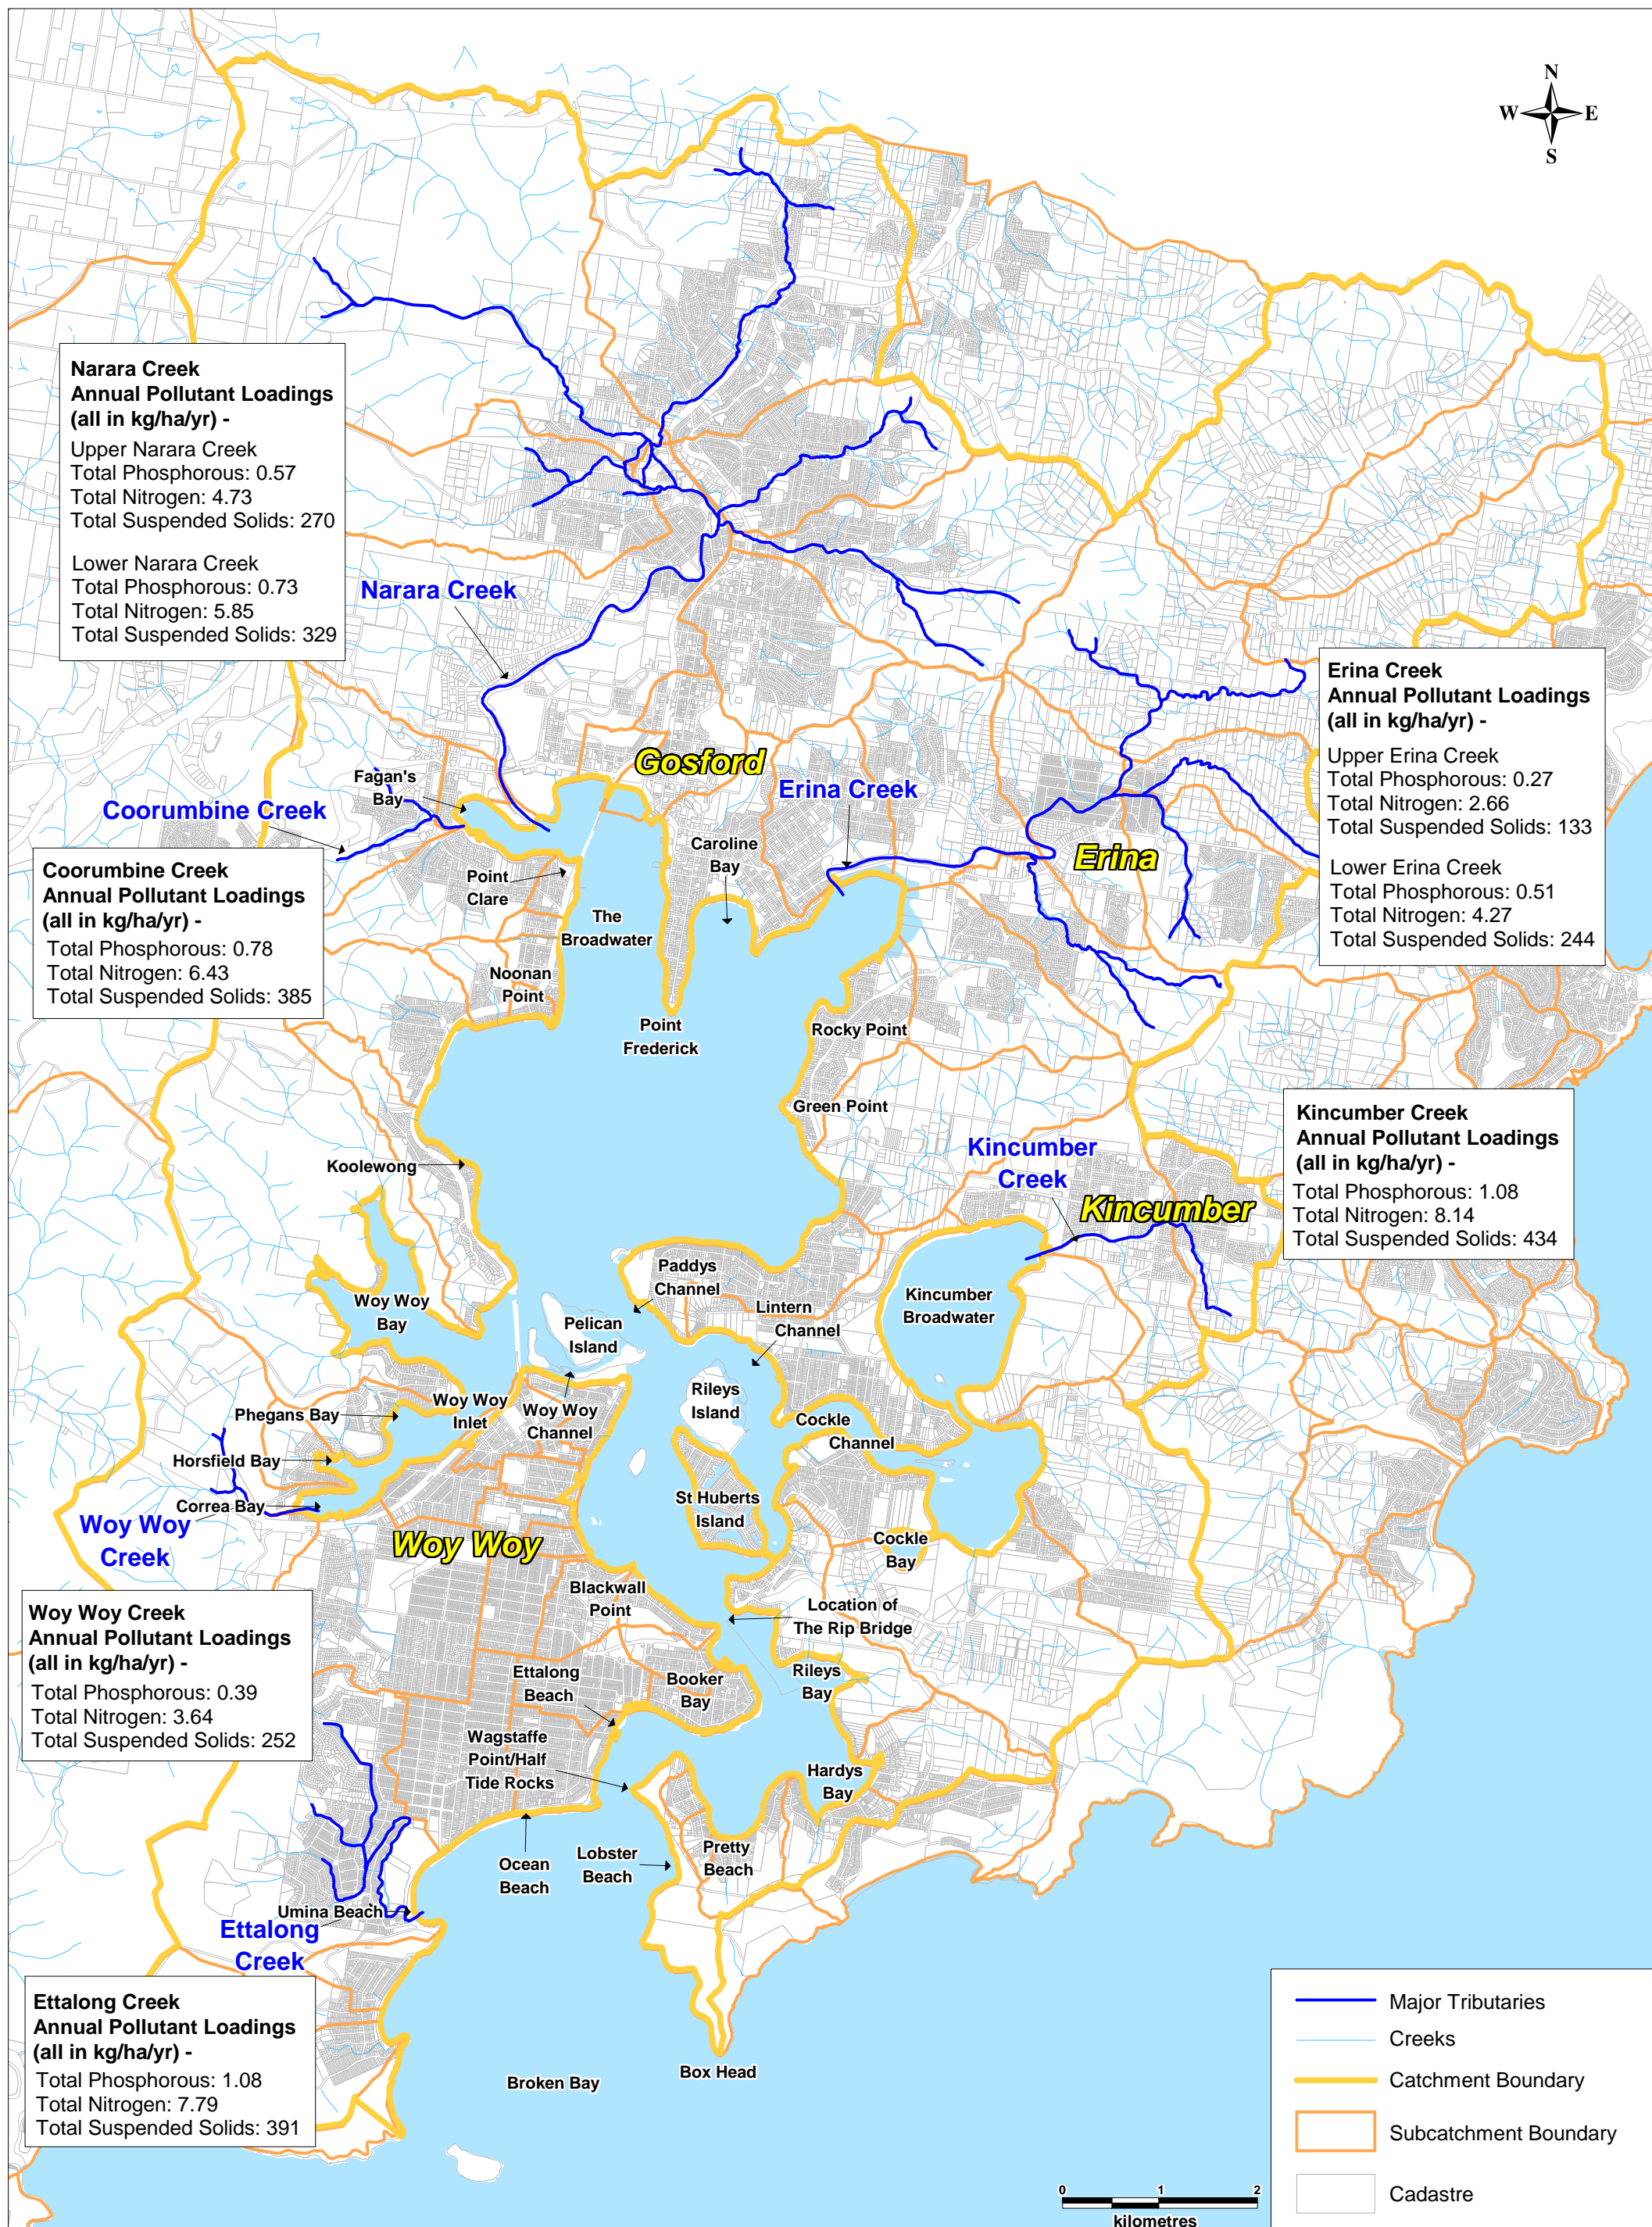 N
W E
S
Narara Creek
Annual Pollutant Loadings
(all in kg/ha/yr) -
Upper Narara Creek
Total Phosphorous: 0.57
Total Nitrogen: 4.73
Total Suspended Solids: 270
Lower Narara Creek
Total Phosphorous: 0.73
Total Nitrogen: 5.85
Total Suspended Solids: 329
Narara Creek
Erina Creek
Annual Pollutant Loadings
(all in kg/ha/yr) -
Upper Erina Creek
Total Phosphorous: 0.27
Total Nitrogen: 2.66
Total Suspended Solids: 133
Lower Erina Creek
Total Phosphorous: 0.51
Total Nitrogen: 4.27
Total Suspended Solids: 244
Gosford
Fagan's
Bay
Coorumbine Creek
Erina Creek
Caroline
Bay
Erina
Coorumbine Creek
Annual Pollutant Loadings
(all in kg/ha/yr) -
Total Phosphorous: 0.78
Total Nitrogen: 6.43
Total Suspended Solids: 385
Point
Clare
The
Broadwater
Noonan
Point
Point
Frederick
Rocky Point
Green Point
Kincumber Creek
Annual Pollutant Loadings
(all in kg/ha/yr) -
Total Phosphorous: 1.08
Total Nitrogen: 8.14
Total Suspended Solids: 434
Kincumber
Creek
Kincumber
Koolewong
Paddys
Channel
Lintern
Channel
Kincumber
Broadwater
Woy Woy
Bay
Pelican
Island
Rileys
Island
Phegans Bay
Woy Woy
Inlet
Woy Woy
Channel
Cockle
Channel
Horsfield Bay
Correa Bay
Woy Woy
Creek
St Huberts
Island
Woy Woy
Cockle
Bay
Blackwall
Point
Location of
The Rip Bridge
Woy Woy Creek
Annual Pollutant Loadings
(all in kg/ha/yr) -
Total Phosphorous: 0.39
Total Nitrogen: 3.64
Total Suspended Solids: 252
Ettalong
Beach
Booker
Bay
Rileys
Bay
Wagstaffe
Point/Half
Tide Rocks
Hardys
Bay
Ocean
Beach
Lobster
Beach
Pretty
Beach
Umina Beach
Ettalong
Creek
Ettalong Creek
Annual Pollutant Loadings
(all in kg/ha/yr) -
Total Phosphorous: 1.08
Total Nitrogen: 7.79
Total Suspended Solids: 391
Broken Bay
Box Head
Major Tributaries
Creeks
Catchment Boundary
Subcatchment Boundary
Cadastre
0 1 2
kilometres